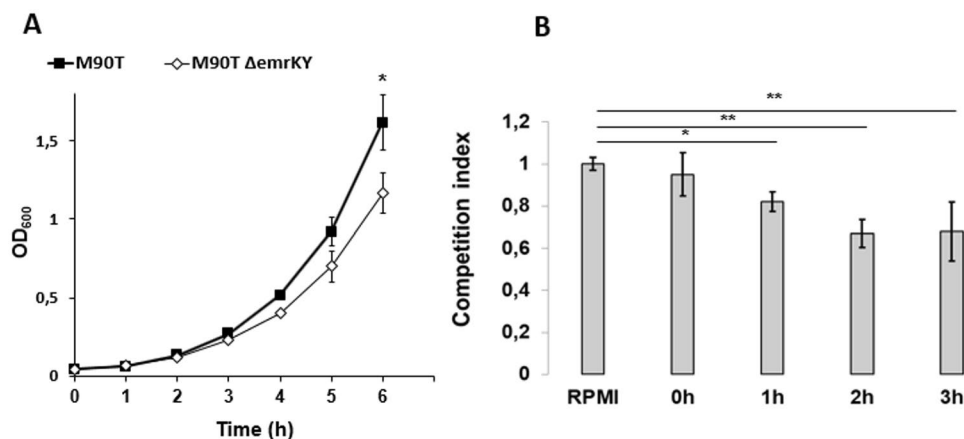 A
M90T
M90T ΔemrKY
*
1,5
1
0,5
0
OD600
0 1 2 3 4 5 6
Time (h)
B
**
**
*
1,2
1
0,8
0,6
0,4
0,2
0
Competition index
RPMI 0h 1h 2h 3h